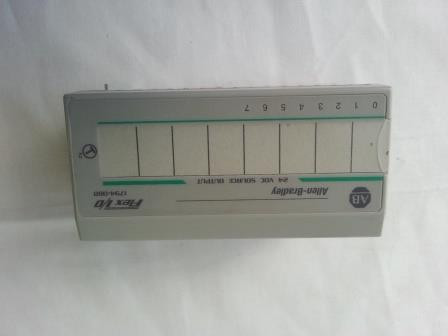 AB Allen-Bradley Flex I/O
24 VDC SOURCE OUTPUT 1794-OB8
0 1 2 3 4 5 6 7